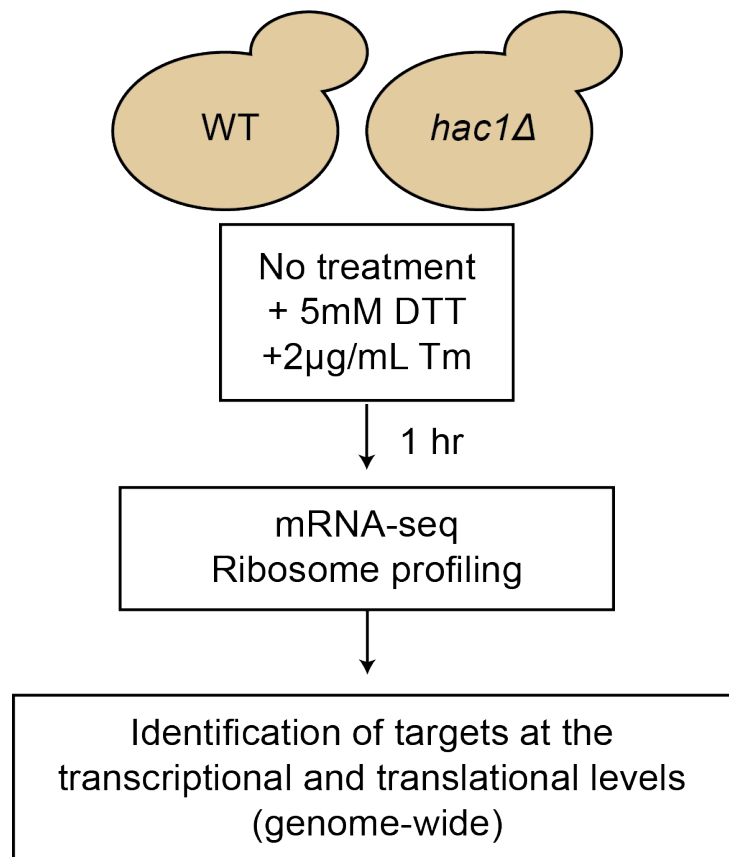 WT
hac1Δ
No treatment
+ 5mM DTT
+2µg/mL Tm
1 hr
mRNA-seq
Ribosome profiling
Identification of targets at the
transcriptional and translational levels
(genome-wide)